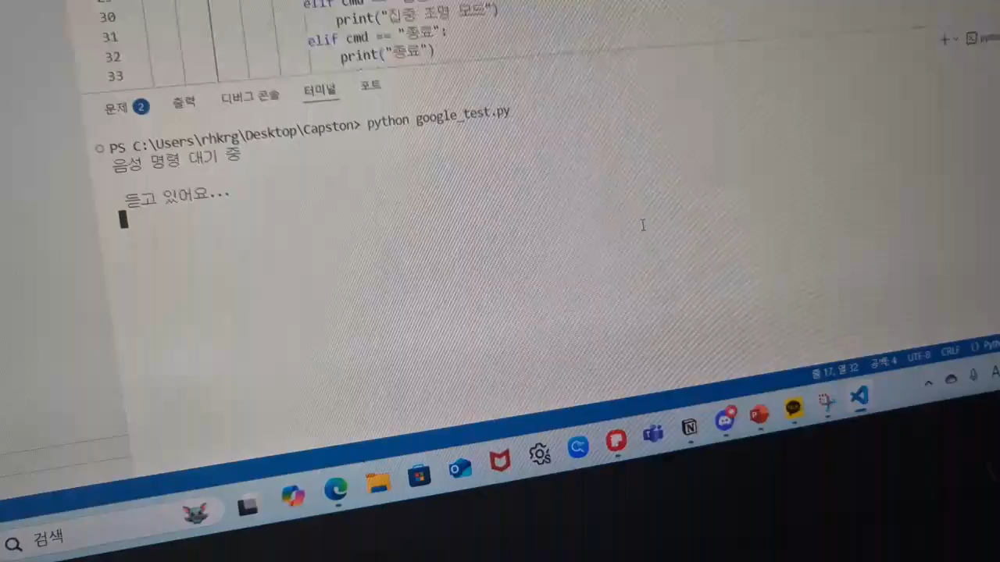 30
print("집중 조명 모드")
31
elif cmd == "종료":
32
print("종료")
33
문제 2 출력 디버그 콘솔 터미널 포트
PS C:\Users\rhkrg\Desktop\Capston> python google_test.py
음성 명령 대기 중
듣고 있어요...
줄 17, 열 32 공백: 4 UTF-8 CRLF
검색